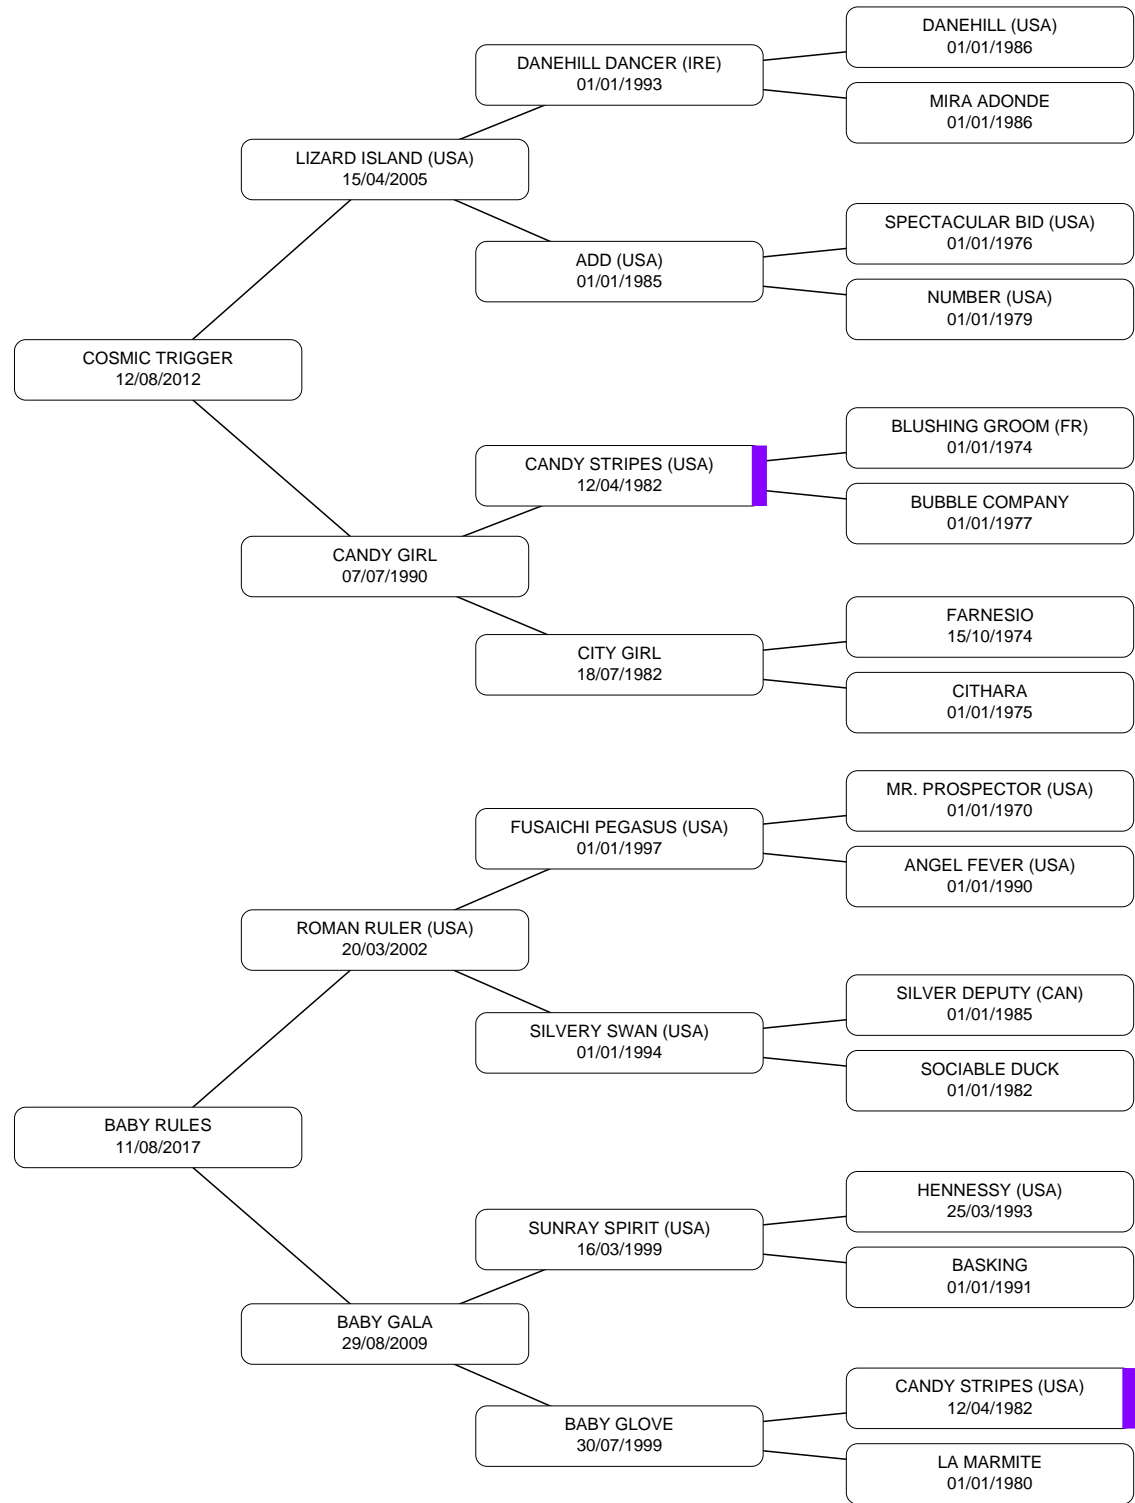 DANEHILL (USA)
01/01/1986
DANEHILL DANCER (IRE)
01/01/1993
MIRA ADONDE
01/01/1986
LIZARD ISLAND (USA)
15/04/2005
SPECTACULAR BID (USA)
01/01/1976
ADD (USA)
01/01/1985
NUMBER (USA)
01/01/1979
COSMIC TRIGGER
12/08/2012
BLUSHING GROOM (FR)
01/01/1974
CANDY STRIPES (USA)
12/04/1982
BUBBLE COMPANY
01/01/1977
CANDY GIRL
07/07/1990
FARNESIO
15/10/1974
CITY GIRL
18/07/1982
CITHARA
01/01/1975
MR. PROSPECTOR (USA)
01/01/1970
FUSAICHI PEGASUS (USA)
01/01/1997
ANGEL FEVER (USA)
01/01/1990
ROMAN RULER (USA)
20/03/2002
SILVER DEPUTY (CAN)
01/01/1985
SILVERY SWAN (USA)
01/01/1994
SOCIABLE DUCK
01/01/1982
BABY RULES
11/08/2017
HENNESSY (USA)
25/03/1993
SUNRAY SPIRIT (USA)
16/03/1999
BASKING
01/01/1991
BABY GALA
29/08/2009
CANDY STRIPES (USA)
12/04/1982
BABY GLOVE
30/07/1999
LA MARMITE
01/01/1980